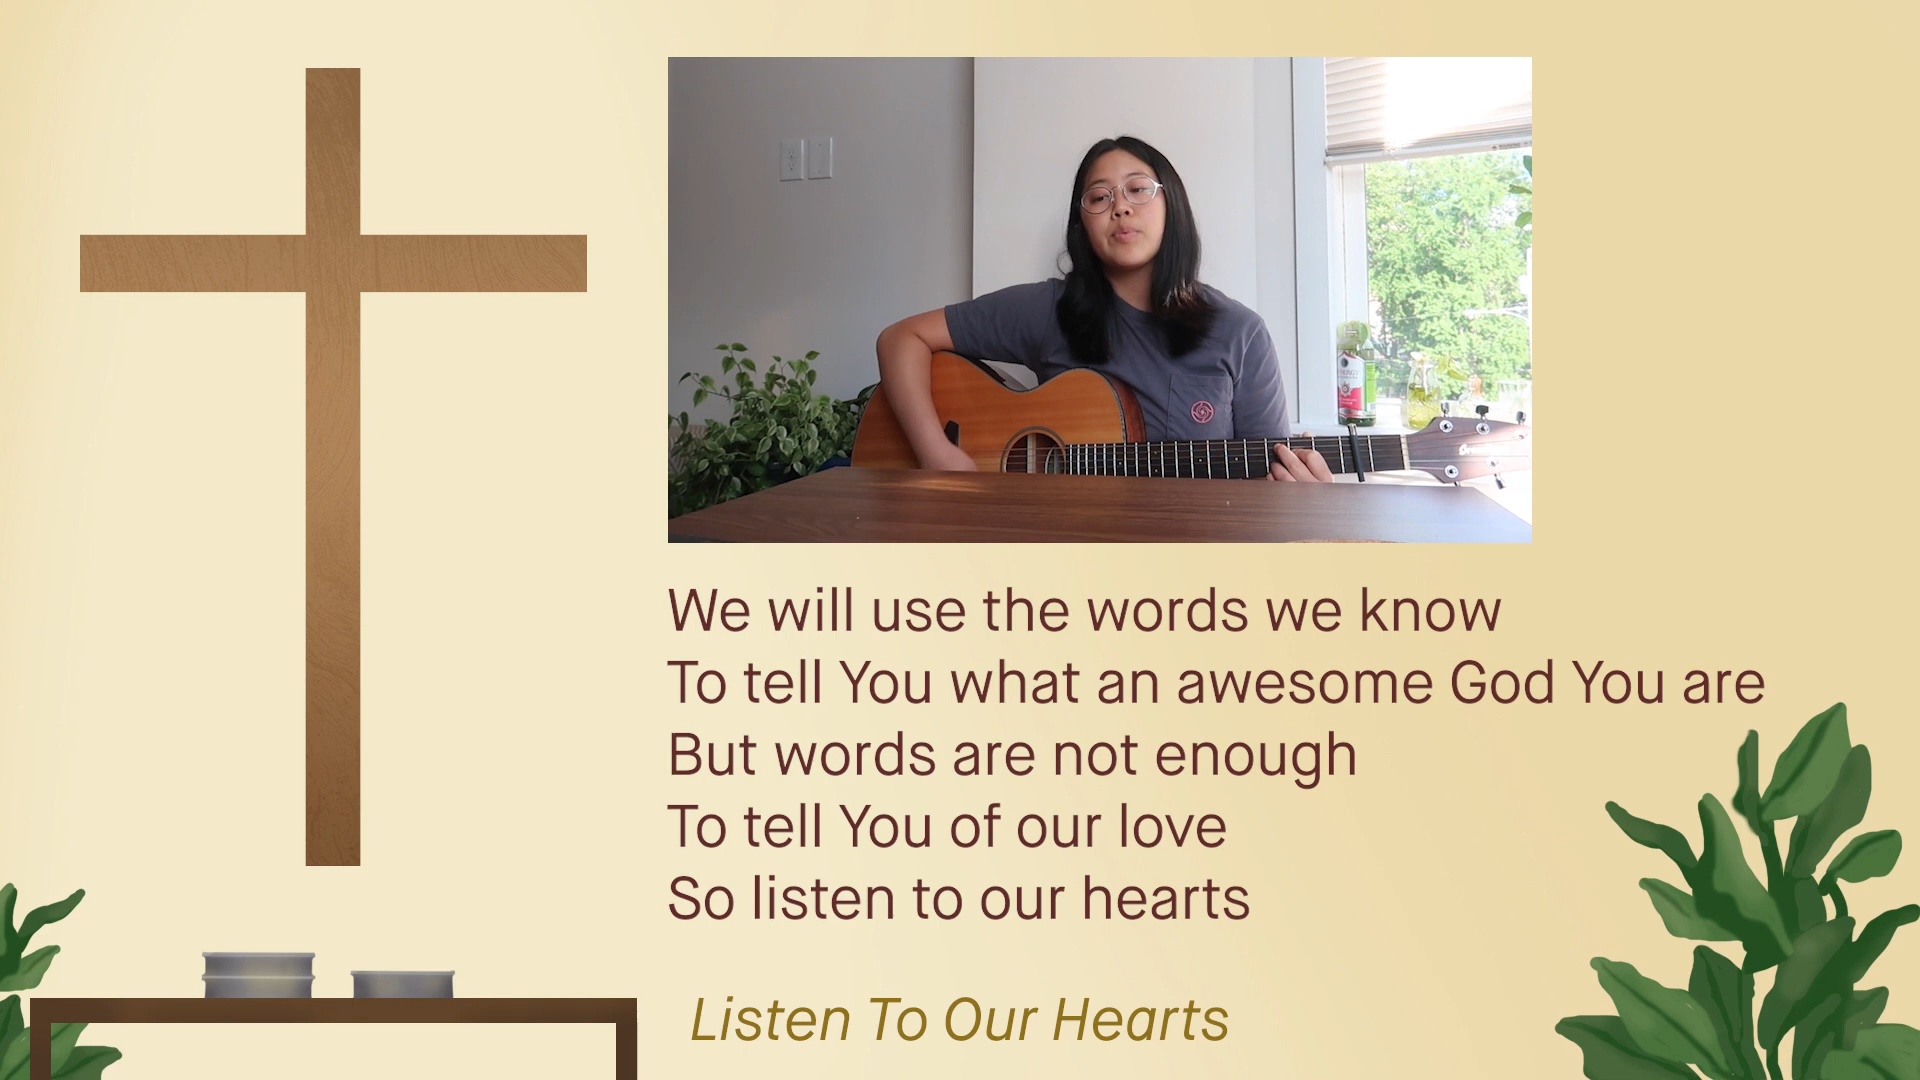 We will use the words we know
To tell You what an awesome God You are
But words are not enough
To tell You of our love
So listen to our hearts
Listen To Our Hearts